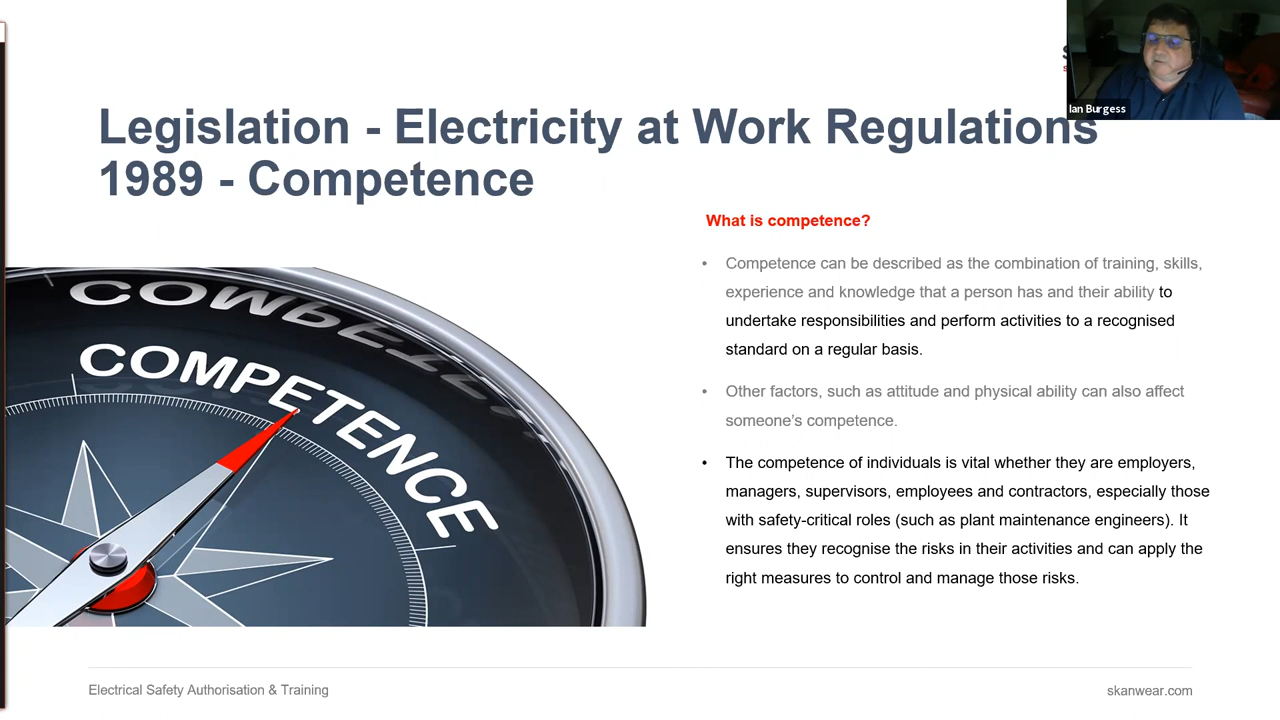 Ian Burgess
Legislation - Electricity at Work Regulations
1989 - Competence
What is competence?
• Competence can be described as the combination of training, skills,
experience and knowledge that a person has and their ability to
undertake responsibilities and perform activities to a recognised
standard on a regular basis.
• Other factors, such as attitude and physical ability can also affect
someone's competence.
• The competence of individuals is vital whether they are employers,
managers, supervisors, employees and contractors, especially those
with safety-critical roles (such as plant maintenance engineers). It
ensures they recognise the risks in their activities and can apply the
right measures to control and manage those risks.
COMPETENCE
Electrical Safety Authorisation & Training
skanwear.com